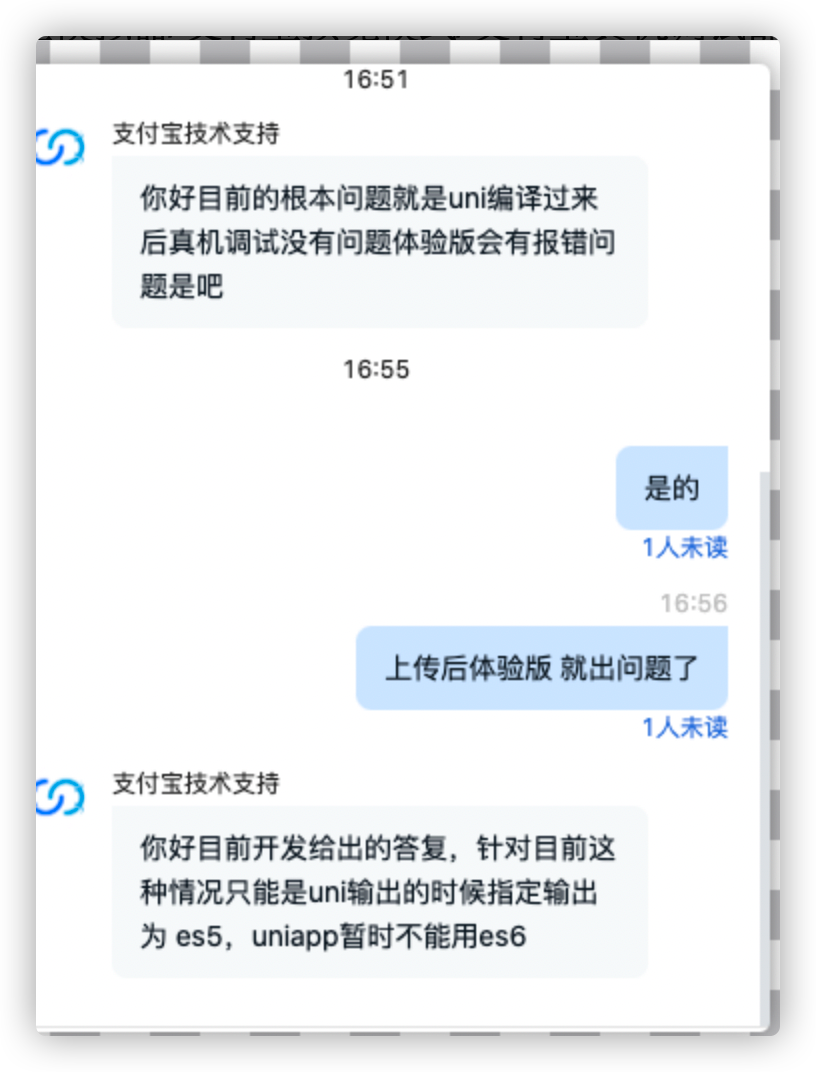 16:51
支付宝技术支持
你好目前的根本问题就是uni编译过来
后真机调试没有问题体验版会有报错问
题是吧
16:55
是的
1人未读
16:56
上传后体验版 就出问题了
1人未读
支付宝技术支持
你好目前开发给出的答复，针对目前这
种情况只能是uni输出的时候指定输出
为 es5，uniapp暂时不能用es6